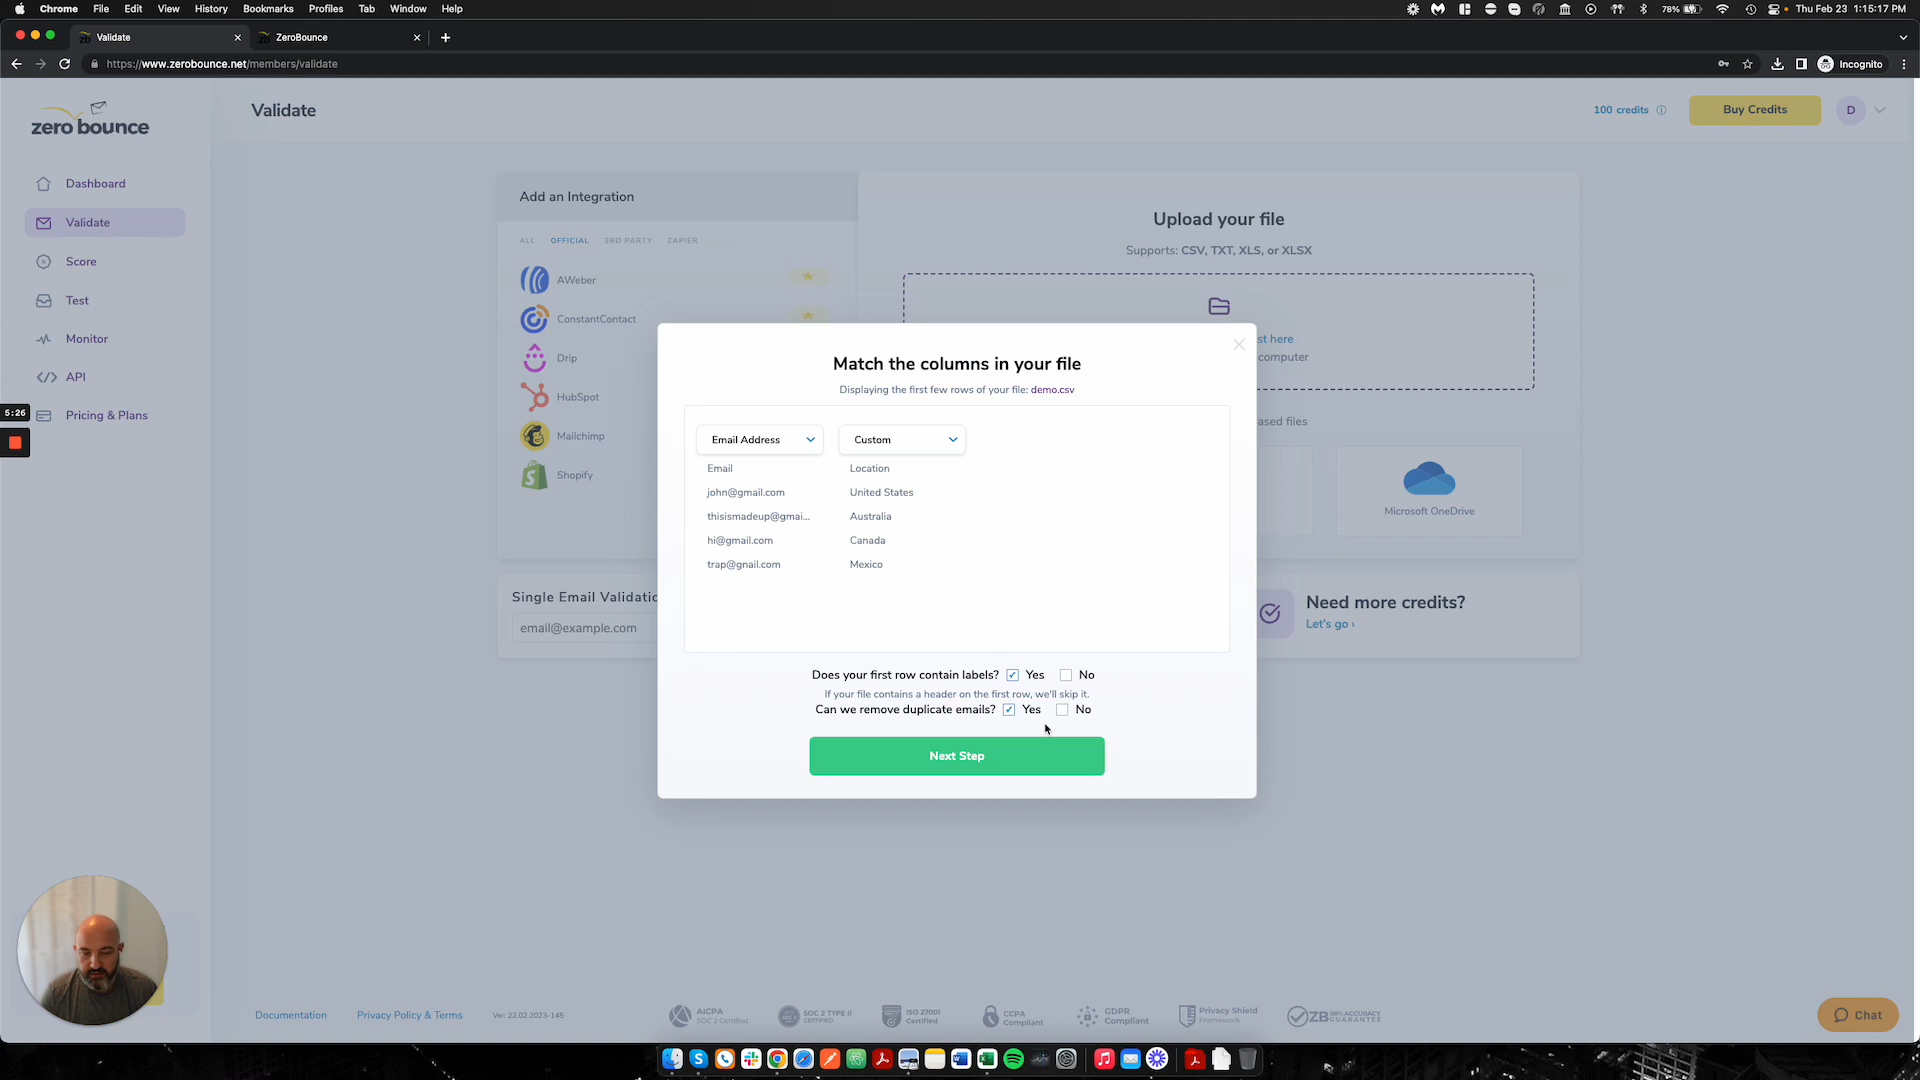 Chrome File Edit View History Bookmarks Profiles Tab Window Help
78% Thu Feb 23 1:15:17 PM
Validate
ZeroBounce
https://www.zerobounce.net/members/validate
Incognito
zero bounce
Validate
100 credits
Buy Credits
D
Dashboard
Validate
Score
Test
Monitor
API
Pricing & Plans
5:26
Add an Integration
ALL OFFICIAL 3RD PARTY ZAPIER
AWeber
ConstantContact
Drip
HubSpot
Mailchimp
Shopify
Upload your file
Supports: CSV, TXT, XLS, or XLSX
st here
computer
ased files
Microsoft OneDrive
Match the columns in your file
Displaying the first few rows of your file: demo.csv
Email Address Custom
Email Location
john@gmail.com United States
thisismadeup@gmai... Australia
hi@gmail.com Canada
trap@gnail.com Mexico
Does your first row contain labels? Yes No
If your file contains a header on the first row, we'll skip it.
Can we remove duplicate emails? Yes No
Next Step
Single Email Validatio
email@example.com
Need more credits?
Let's go ›
Documentation Privacy Policy & Terms Ver: 22.02.2023-145
AICPA
SOC 2 Certified
SOC 2 TYPE II
CERTIFIED
ISO 27001
Certified
CCPA
Compliant
GDPR
Compliant
Privacy Shield
Framework
ZB 98% ACCURACY
GUARANTEE
Chat